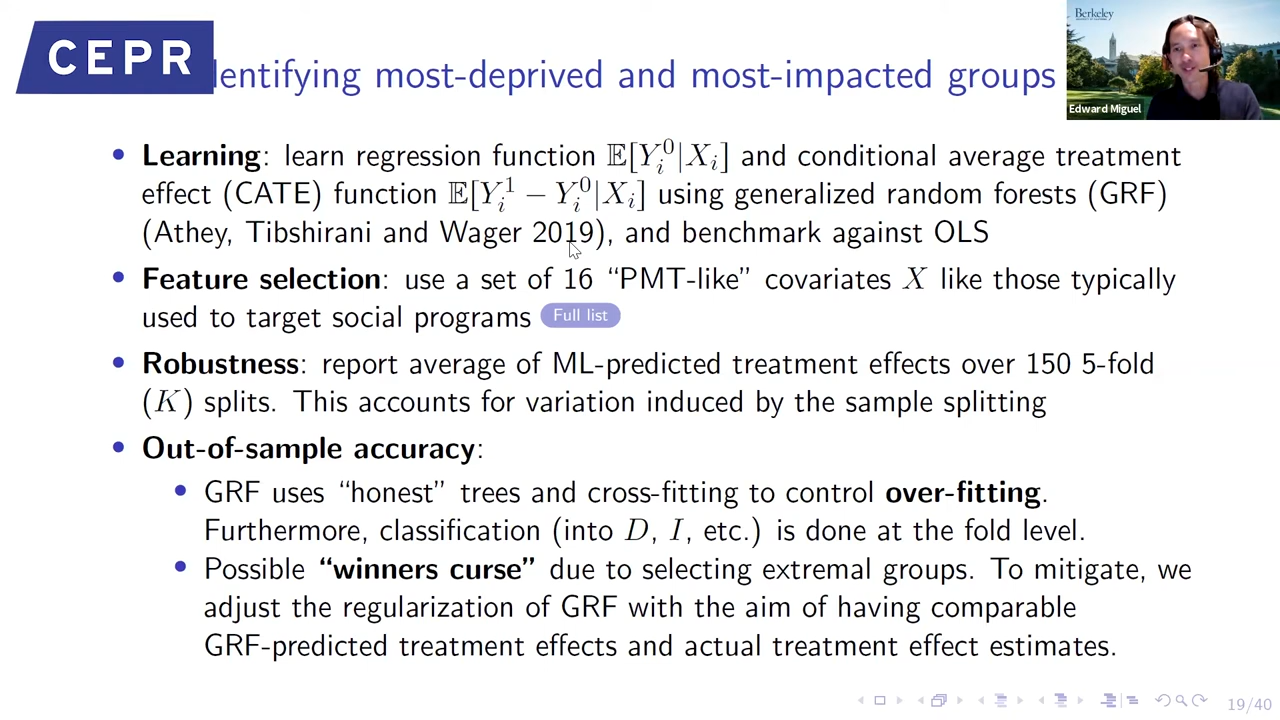 CEPR
dentifying most-deprived and most-impacted groups
Berkeley
Edward Miguel
• Learning: learn regression function 𝔼[Y_i^0|X_i] and conditional average treatment
effect (CATE) function 𝔼[Y_i^1 − Y_i^0|X_i] using generalized random forests (GRF)
(Athey, Tibshirani and Wager 2019), and benchmark against OLS
• Feature selection: use a set of 16 “PMT-like” covariates X like those typically
used to target social programs Full list
• Robustness: report average of ML-predicted treatment effects over 150 5-fold
(K) splits. This accounts for variation induced by the sample splitting
• Out-of-sample accuracy:
• GRF uses “honest” trees and cross-fitting to control over-fitting.
Furthermore, classification (into D, I, etc.) is done at the fold level.
• Possible “winners curse” due to selecting extremal groups. To mitigate, we
adjust the regularization of GRF with the aim of having comparable
GRF-predicted treatment effects and actual treatment effect estimates.
19/40